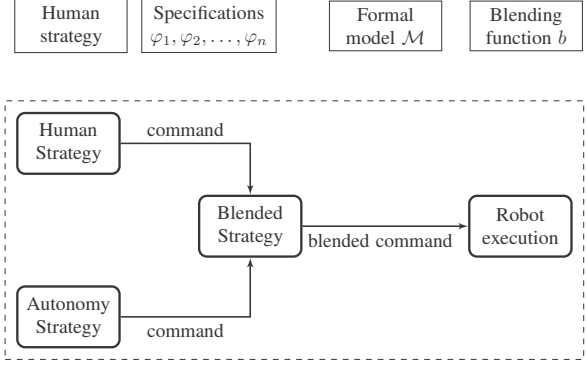 Human
strategy
Specifications
φ₁, φ₂, . . . , φₙ
Formal
model ℳ
Blending
function b
Human
Strategy
command
Blended
Strategy
blended command
Robot
execution
Autonomy
Strategy
command